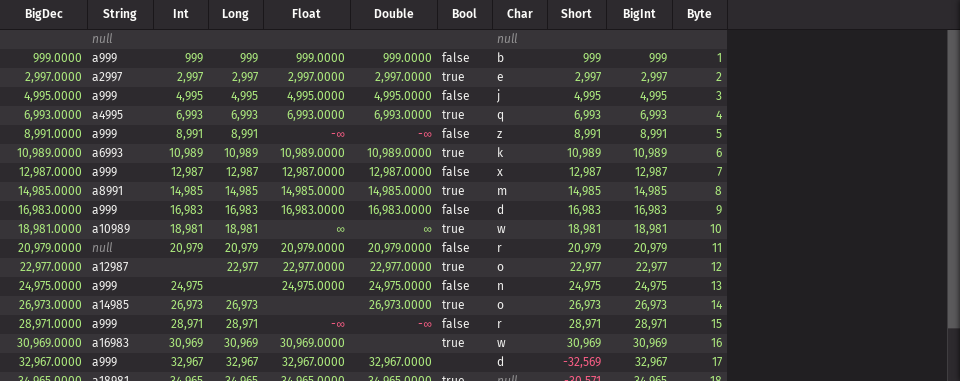 BigDec String Int Long Float Double Bool Char Short BigInt Byte
null null
999.0000 a999 999 999 999.0000 999.0000 false b 999 999 1
2,997.0000 a2997 2,997 2,997 2,997.0000 2,997.0000 true e 2,997 2,997 2
4,995.0000 a999 4,995 4,995 4,995.0000 4,995.0000 false j 4,995 4,995 3
6,993.0000 a4995 6,993 6,993 6,993.0000 6,993.0000 true q 6,993 6,993 4
8,991.0000 a999 8,991 8,991 -∞ -∞ false z 8,991 8,991 5
10,989.0000 a6993 10,989 10,989 10,989.0000 10,989.0000 true k 10,989 10,989 6
12,987.0000 a999 12,987 12,987 12,987.0000 12,987.0000 false x 12,987 12,987 7
14,985.0000 a8991 14,985 14,985 14,985.0000 14,985.0000 true m 14,985 14,985 8
16,983.0000 a999 16,983 16,983 16,983.0000 16,983.0000 false d 16,983 16,983 9
18,981.0000 a10989 18,981 18,981 ∞ ∞ true w 18,981 18,981 10
20,979.0000 null 20,979 20,979 20,979.0000 20,979.0000 false r 20,979 20,979 11
22,977.0000 a12987 22,977 22,977.0000 22,977.0000 true o 22,977 22,977 12
24,975.0000 a999 24,975 24,975.0000 24,975.0000 false n 24,975 24,975 13
26,973.0000 a14985 26,973 26,973 26,973.0000 true o 26,973 26,973 14
28,971.0000 a999 28,971 28,971 -∞ -∞ false r 28,971 28,971 15
30,969.0000 a16983 30,969 30,969 30,969.0000 true w 30,969 30,969 16
32,967.0000 a999 32,967 32,967 32,967.0000 32,967.0000 d -32,569 32,967 17
34,965.0000 a18981 34,965 34,965 34,965.0000 34,965.0000 true null -30,571 34,965 18